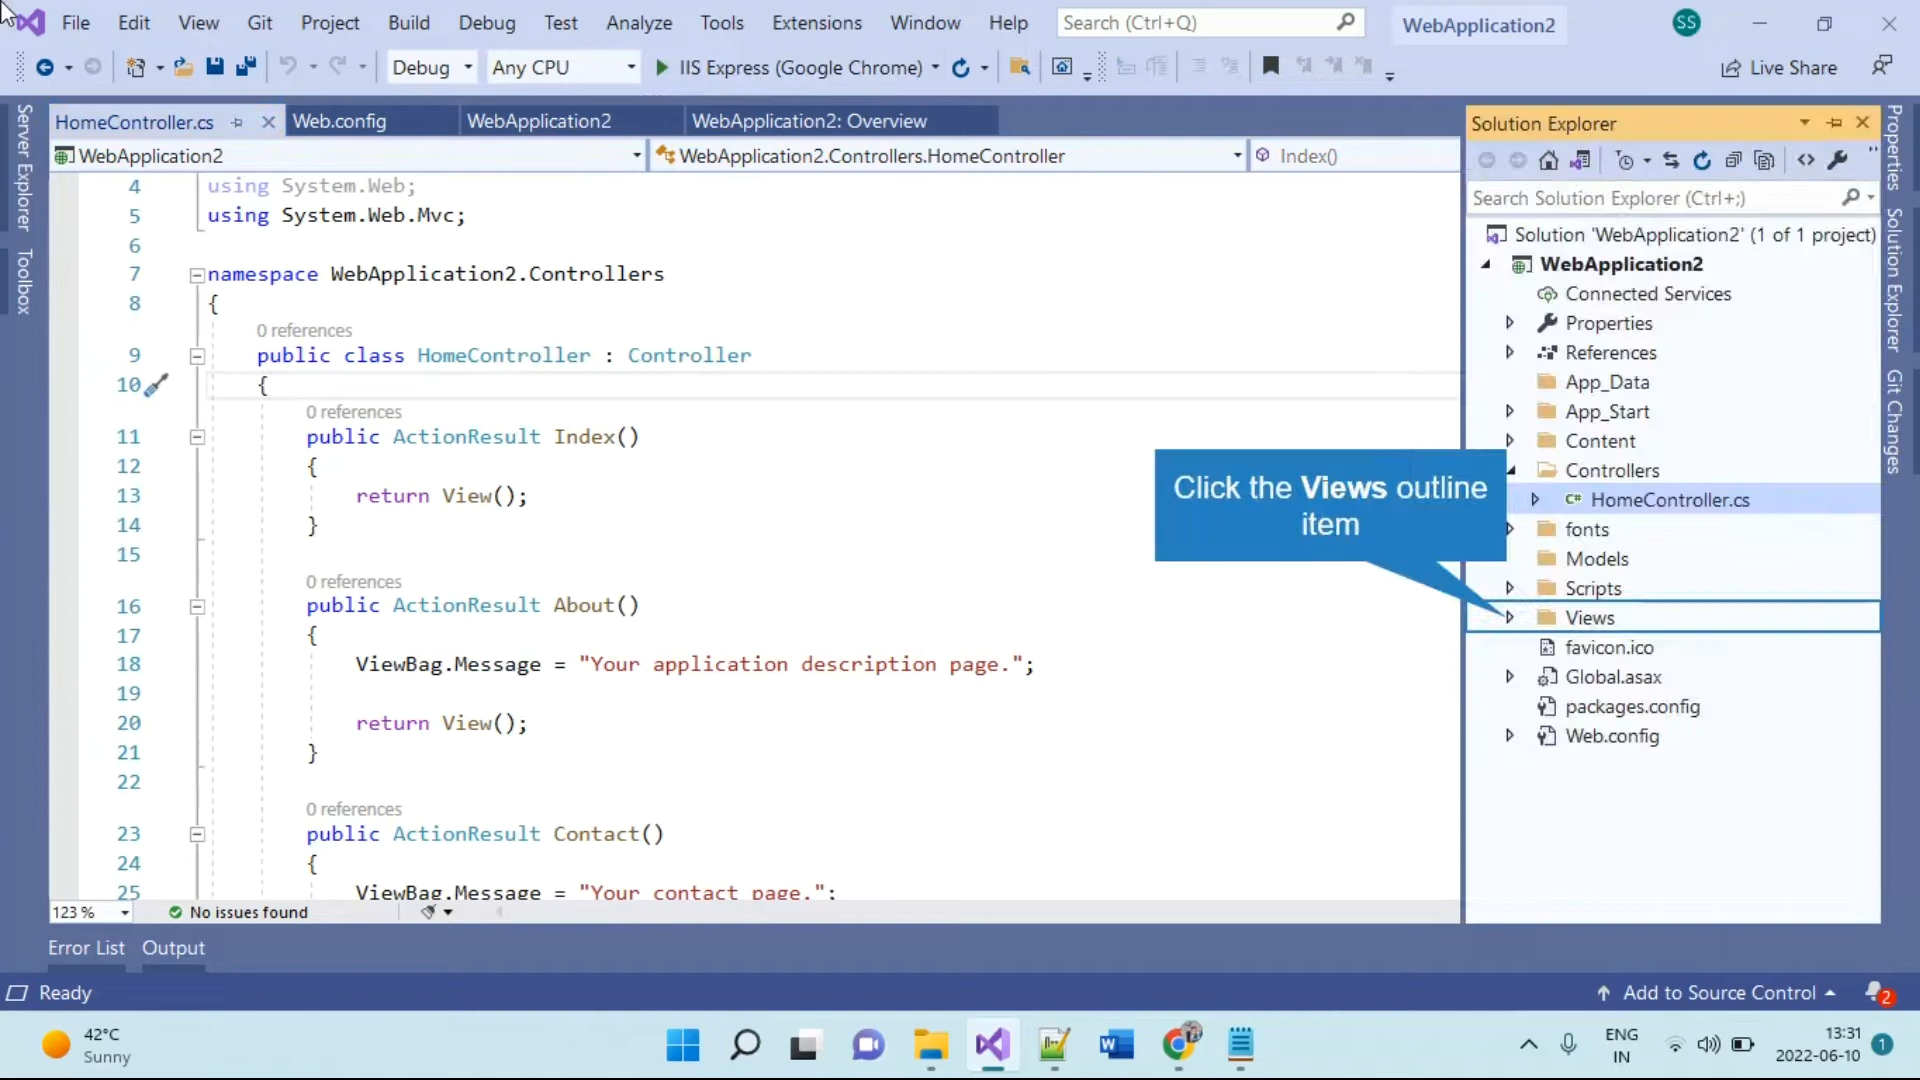 File Edit View Git Project Build Debug Test Analyze Tools Extensions Window Help Search (Ctrl+Q) WebApplication2 SS
Debug Any CPU IIS Express (Google Chrome) Live Share
HomeController.cs Web.config WebApplication2 WebApplication2: Overview
WebApplication2 WebApplication2.Controllers.HomeController Index()
Server Explorer
Toolbox
4 using System.Web;
5 using System.Web.Mvc;
6
7 namespace WebApplication2.Controllers
8 {
0 references
9 public class HomeController : Controller
10 {
0 references
11 public ActionResult Index()
12 {
13 return View();
14 }
15
0 references
16 public ActionResult About()
17 {
18 ViewBag.Message = "Your application description page.";
19
20 return View();
21 }
22
0 references
23 public ActionResult Contact()
24 {
25 ViewBag.Message = "Your contact page.";
123 % No issues found
Click the Views outline
item
Solution Explorer
Search Solution Explorer (Ctrl+;)
Solution 'WebApplication2' (1 of 1 project)
WebApplication2
Connected Services
Properties
References
App_Data
App_Start
Content
Controllers
C# HomeController.cs
fonts
Models
Scripts
Views
favicon.ico
Global.asax
packages.config
Web.config
Properties
Solution Explorer
Git Changes
Error List Output
Ready Add to Source Control 2
42°C
Sunny
ENG
IN
13:31
2022-06-10
1